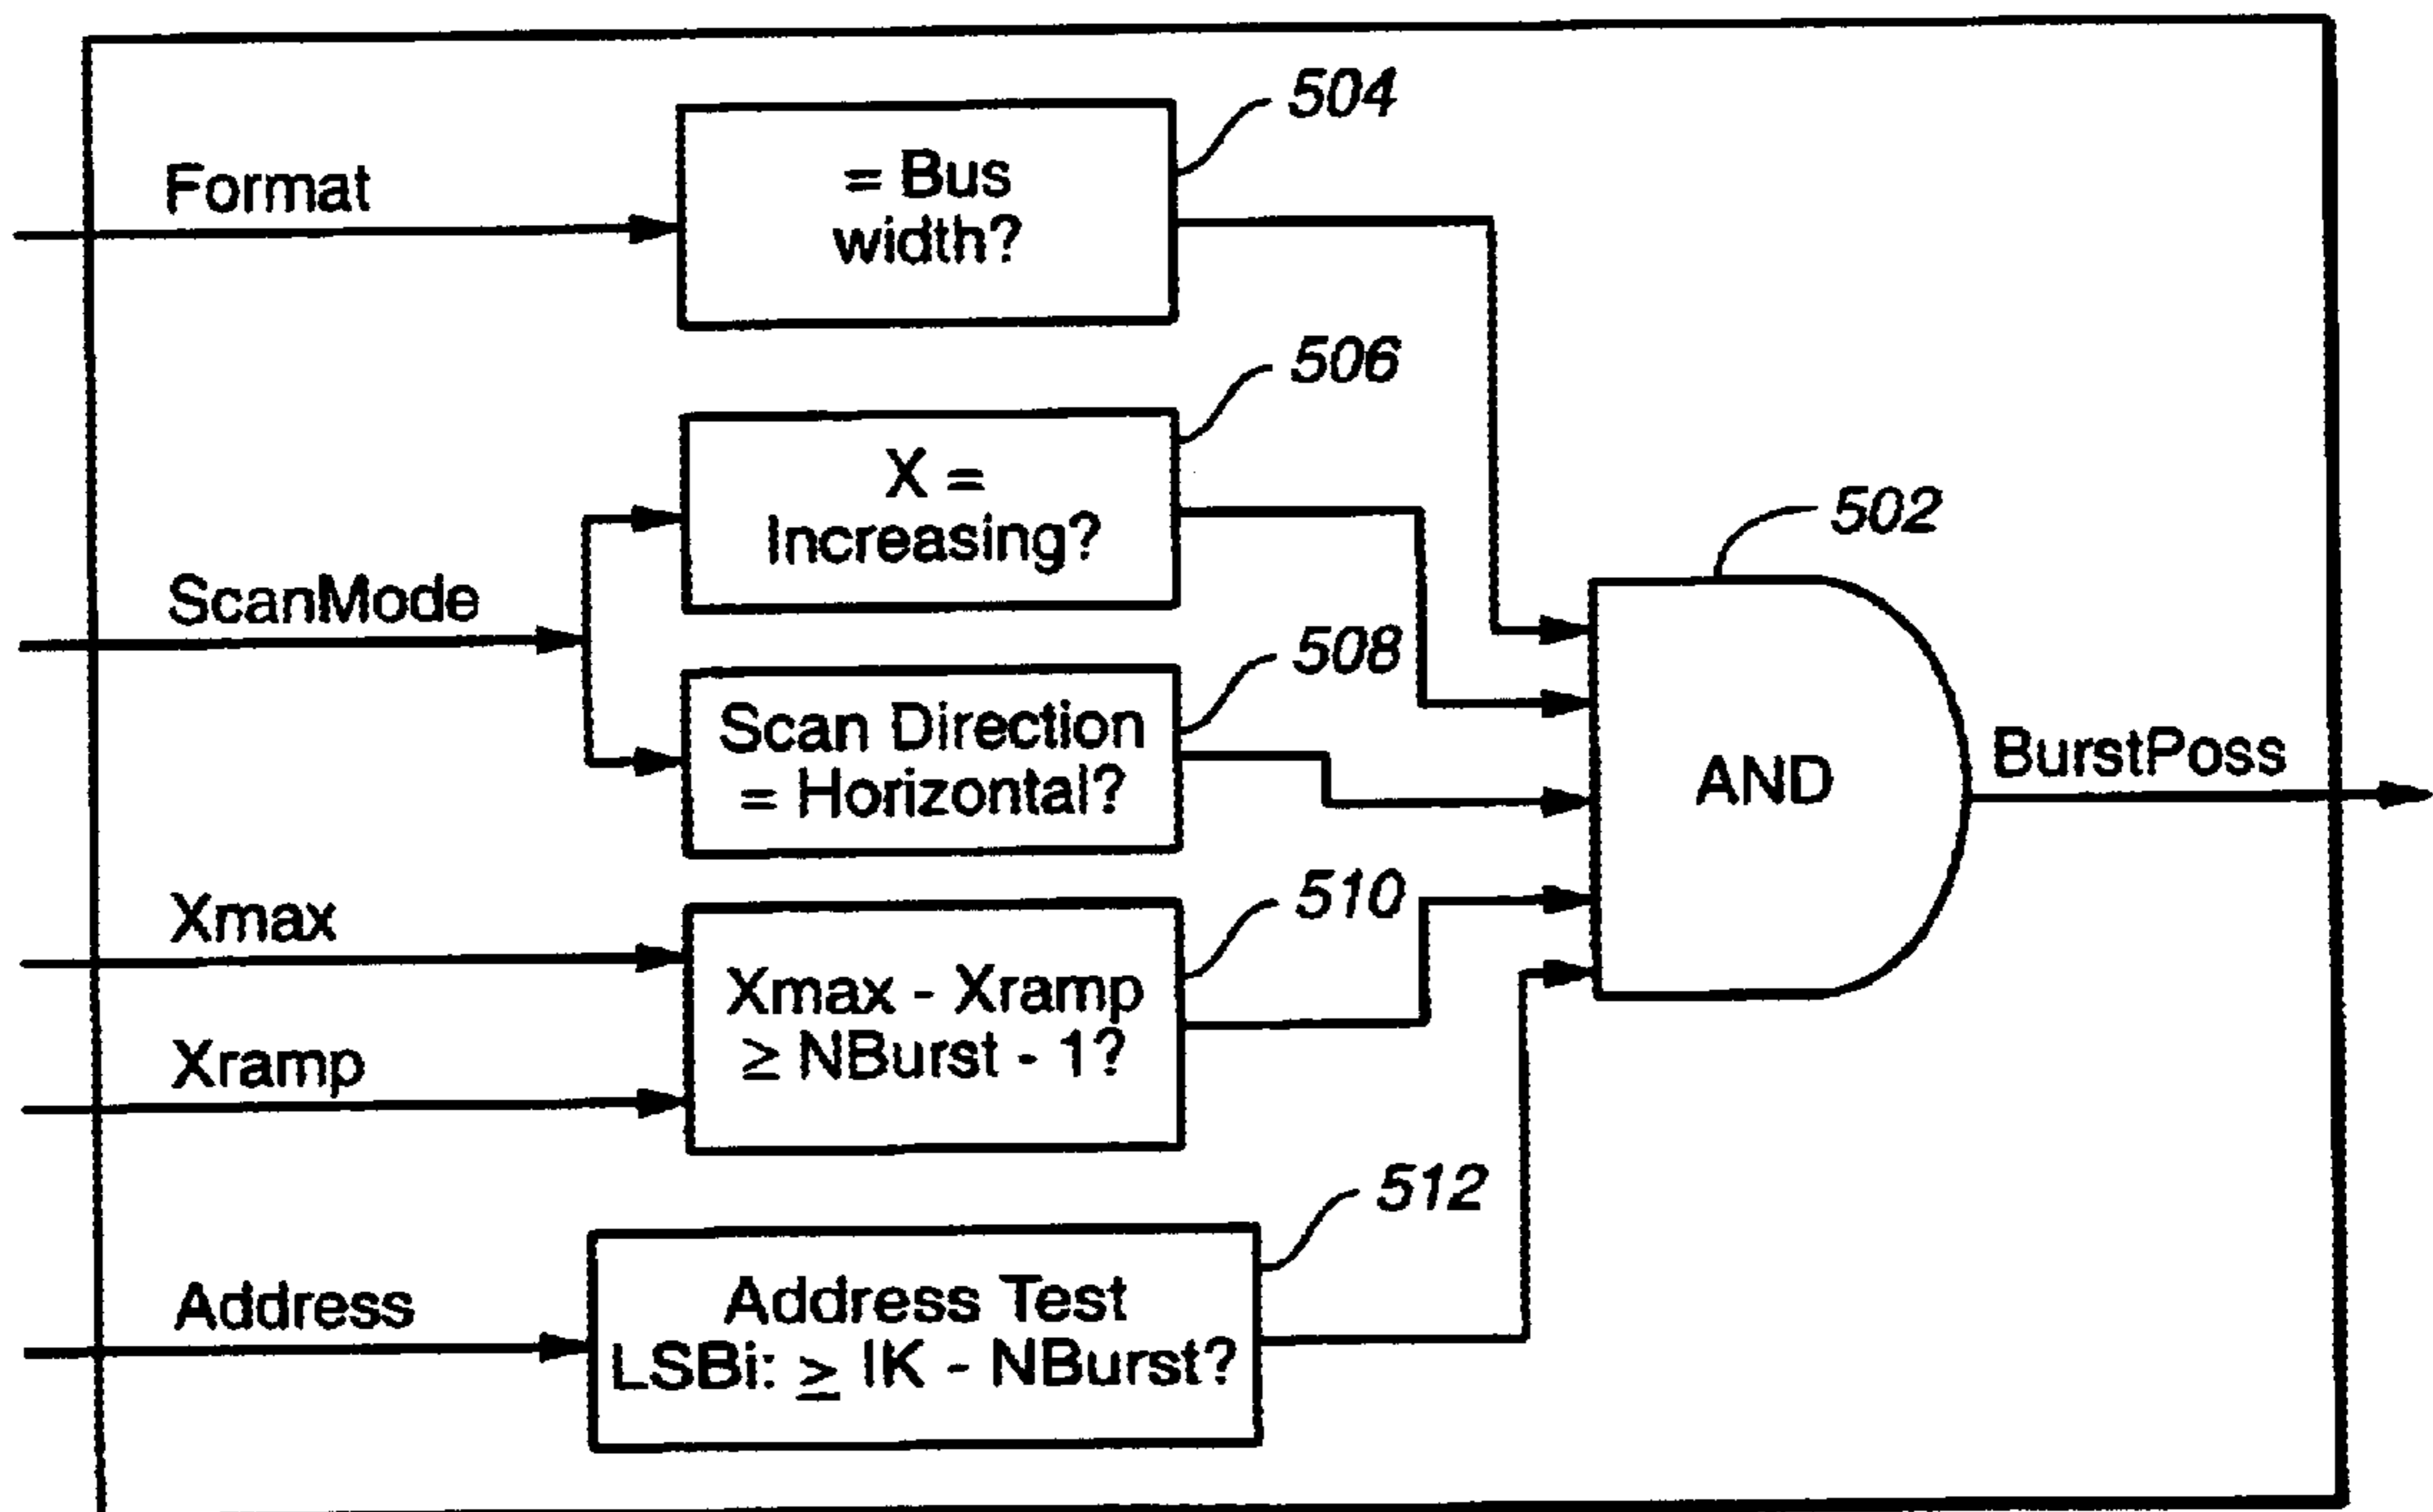 504
= Bus
width?
Format
506
X =
Increasing?
502
ScanMode
508
Scan Direction
= Horizontal?
AND
BurstPoss
510
Xmax
Xmax - Xramp
≥ NBurst - 1?
Xramp
512
Address
Address Test
LSBi: ≥ IK - NBurst?